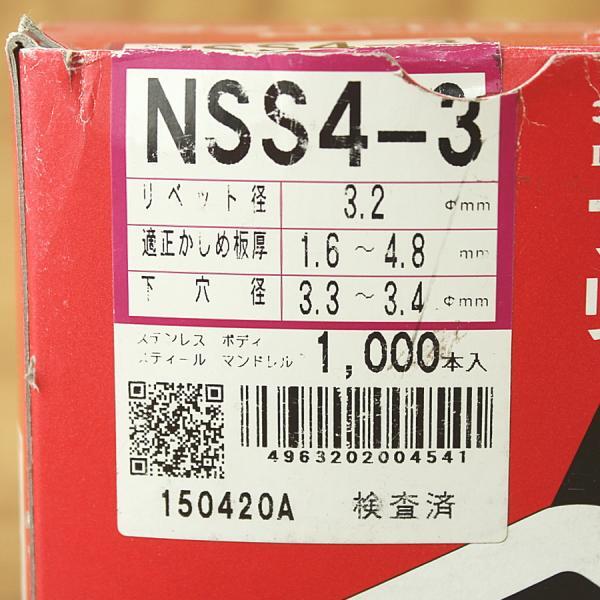 NSS4-3
リベット径 3.2 Φmm
適正かしめ板厚 1.6～4.8 mm
下穴径 3.3～3.4 Φmm
ステンレス ボディ
スティール マンドレル 1,000本入
4963202004541
150420A 検査済